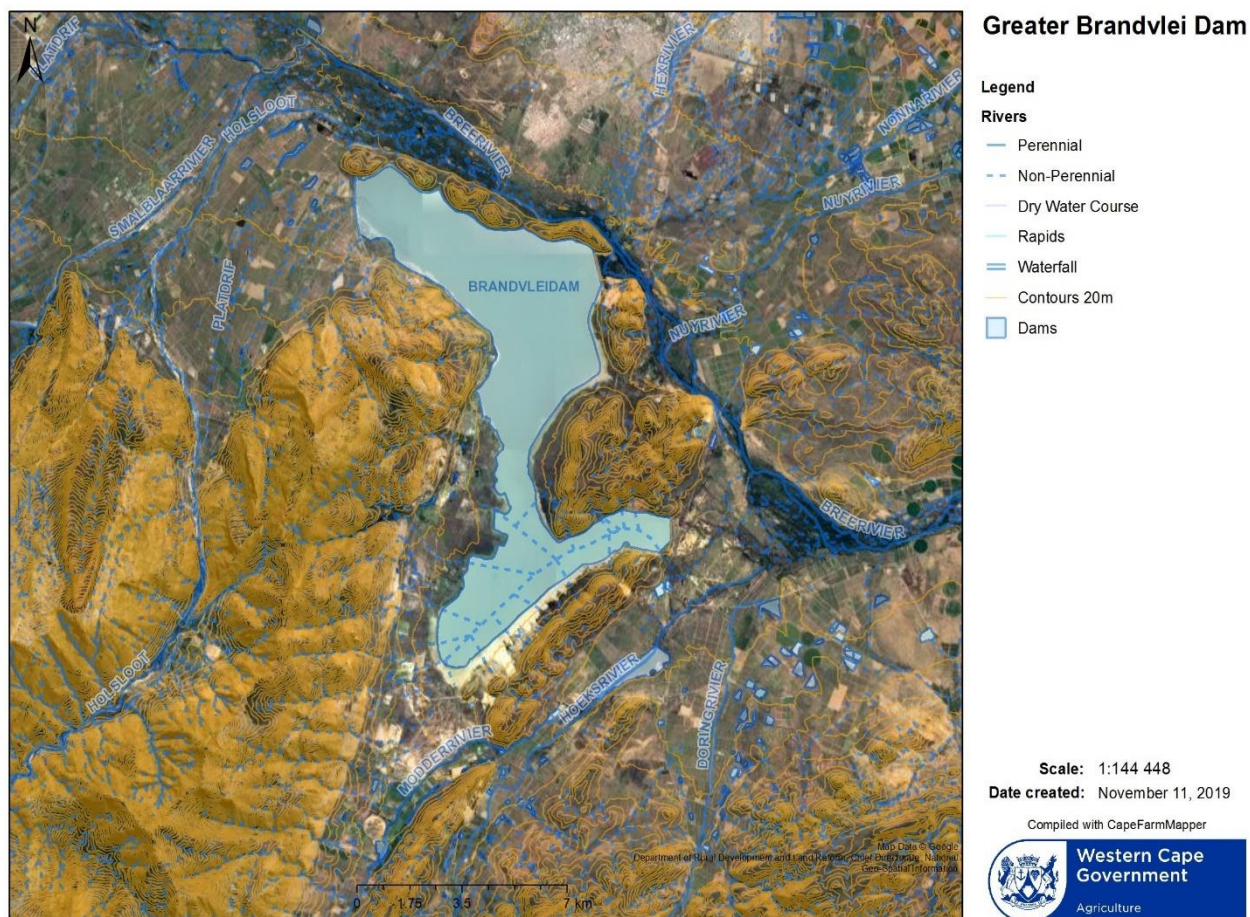 Greater Brandvlei Dam
Legend
Rivers
Perennial
Non-Perennial
Dry Water Course
Rapids
Waterfall
Contours 20m
Dams
N
LATDRIF
HOLSLOOT
SMALBLAARRIVIER
BREERIVIER
HEXRIVIER
NONNARIVIER
NUYRIVIER
PLATDRIF
BRANDVLEIDAM
NUYRIVIER
BREERIVIER
HOLSLOOT
HOEKSRIVIER
DORINGRIVIER
MODDERRIVIER
Map Data © Google
Department of Rural Development and Land Reform, Chief Directorate, National
Geo-Spatial Information
0 1.75 3.5 7 km
Scale: 1:144 448
Date created: November 11, 2019
Compiled with CapeFarmMapper
Western Cape
Government
Agriculture